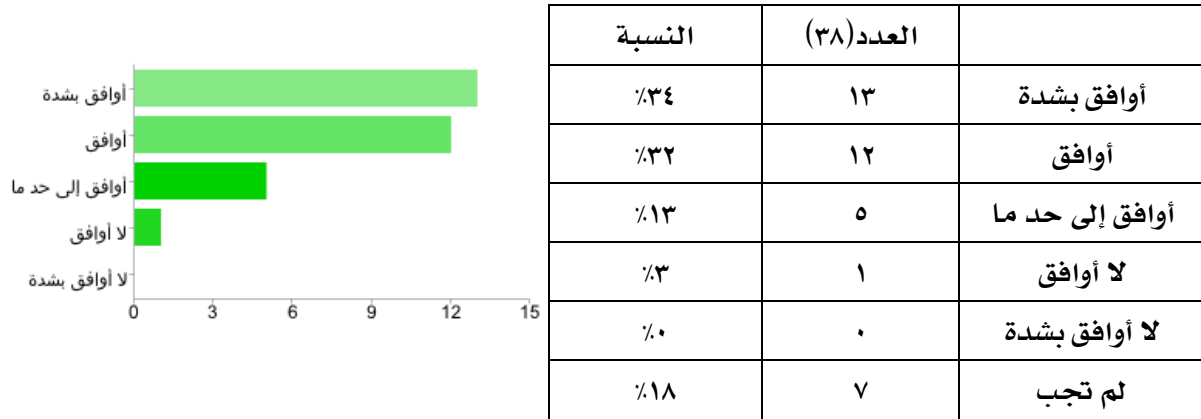 العدد(٣٨) النسبة
أوافق بشدة ١٣ ٣٤٪
أوافق ١٢ ٣٢٪
أوافق إلى حد ما ٥ ١٣٪
لا أوافق ١ ٣٪
لا أوافق بشدة ٠ ٠٪
لم تجب ٧ ١٨٪
أوافق بشدة
أوافق
أوافق إلى حد ما
لا أوافق
لا أوافق بشدة
0 3 6 9 12 15